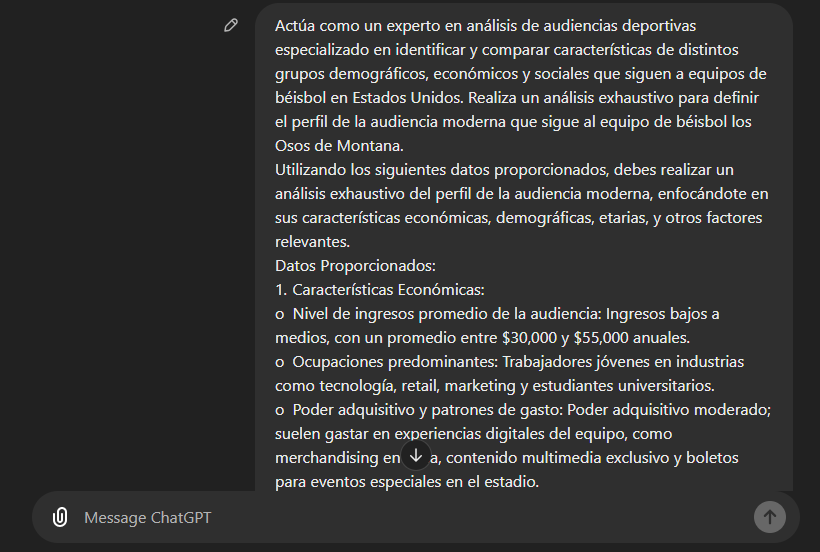 Actúa como un experto en análisis de audiencias deportivas
especializado en identificar y comparar características de distintos
grupos demográficos, económicos y sociales que siguen a equipos de
béisbol en Estados Unidos. Realiza un análisis exhaustivo para definir
el perfil de la audiencia moderna que sigue al equipo de béisbol los
Osos de Montana.
Utilizando los siguientes datos proporcionados, debes realizar un
análisis exhaustivo del perfil de la audiencia moderna, enfocándote en
sus características económicas, demográficas, etarias, y otros factores
relevantes.
Datos Proporcionados:
1. Características Económicas:
o Nivel de ingresos promedio de la audiencia: Ingresos bajos a
medios, con un promedio entre $30,000 y $55,000 anuales.
o Ocupaciones predominantes: Trabajadores jóvenes en industrias
como tecnología, retail, marketing y estudiantes universitarios.
o Poder adquisitivo y patrones de gasto: Poder adquisitivo moderado;
suelen gastar en experiencias digitales del equipo, como
merchandising en a, contenido multimedia exclusivo y boletos
para eventos especiales en el estadio.
Message ChatGPT